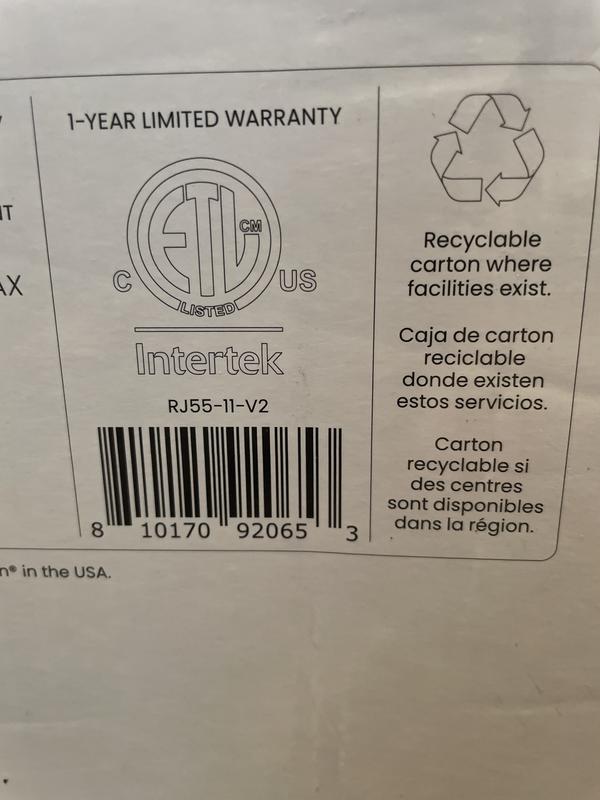 1-YEAR LIMITED WARRANTY
ETL
CM
C
US
LISTED
Intertek
RJ55-11-V2
8 10170 92065 3
Recyclable
carton where
facilities exist.
Caja de carton
reciclable
donde existen
estos servicios.
Carton
recyclable si
des centres
sont disponibles
dans la région.
in the USA.